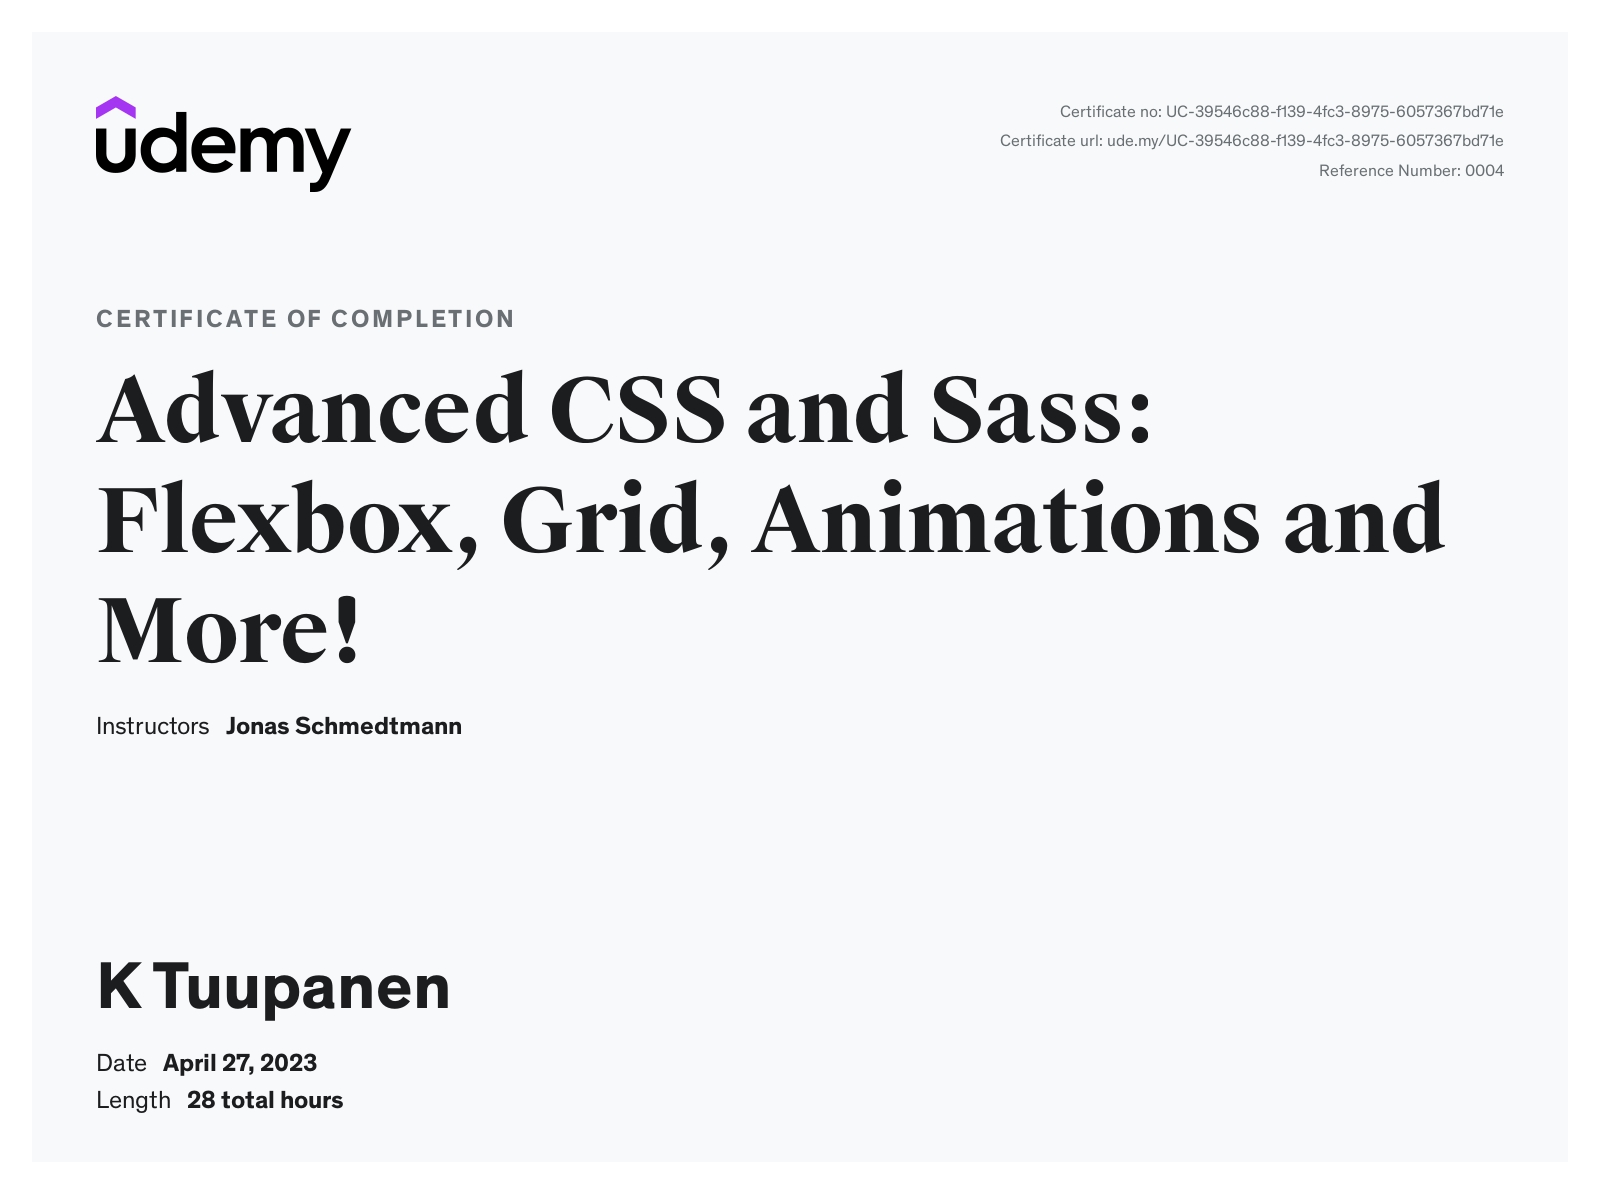 udemy
Certificate no: UC-39546c88-f139-4fc3-8975-6057367bd71e
Certificate url: ude.my/UC-39546c88-f139-4fc3-8975-6057367bd71e
Reference Number: 0004
CERTIFICATE OF COMPLETION
Advanced CSS and Sass:
Flexbox, Grid, Animations and
More!
Instructors Jonas Schmedtmann
K Tuupanen
Date April 27, 2023
Length 28 total hours